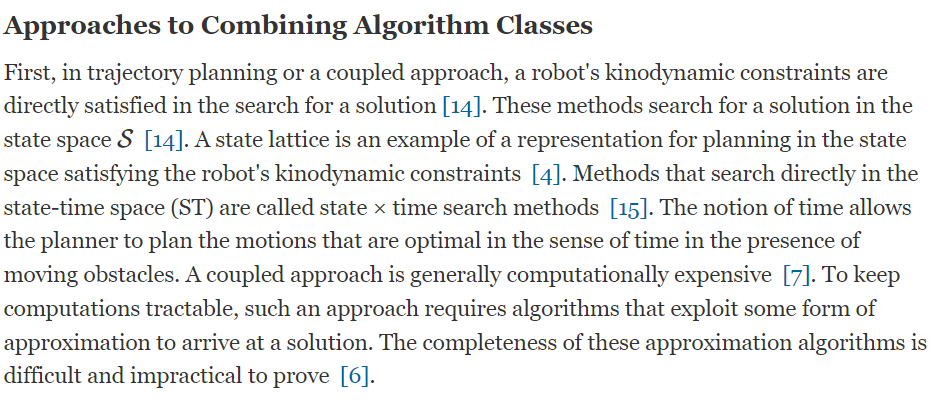 Approaches to Combining Algorithm Classes
First, in trajectory planning or a coupled approach, a robot's kinodynamic constraints are
directly satisfied in the search for a solution [14]. These methods search for a solution in the
state space 𝒮 [14]. A state lattice is an example of a representation for planning in the state
space satisfying the robot's kinodynamic constraints [4]. Methods that search directly in the
state-time space (ST) are called state × time search methods [15]. The notion of time allows
the planner to plan the motions that are optimal in the sense of time in the presence of
moving obstacles. A coupled approach is generally computationally expensive [7]. To keep
computations tractable, such an approach requires algorithms that exploit some form of
approximation to arrive at a solution. The completeness of these approximation algorithms is
difficult and impractical to prove [6].